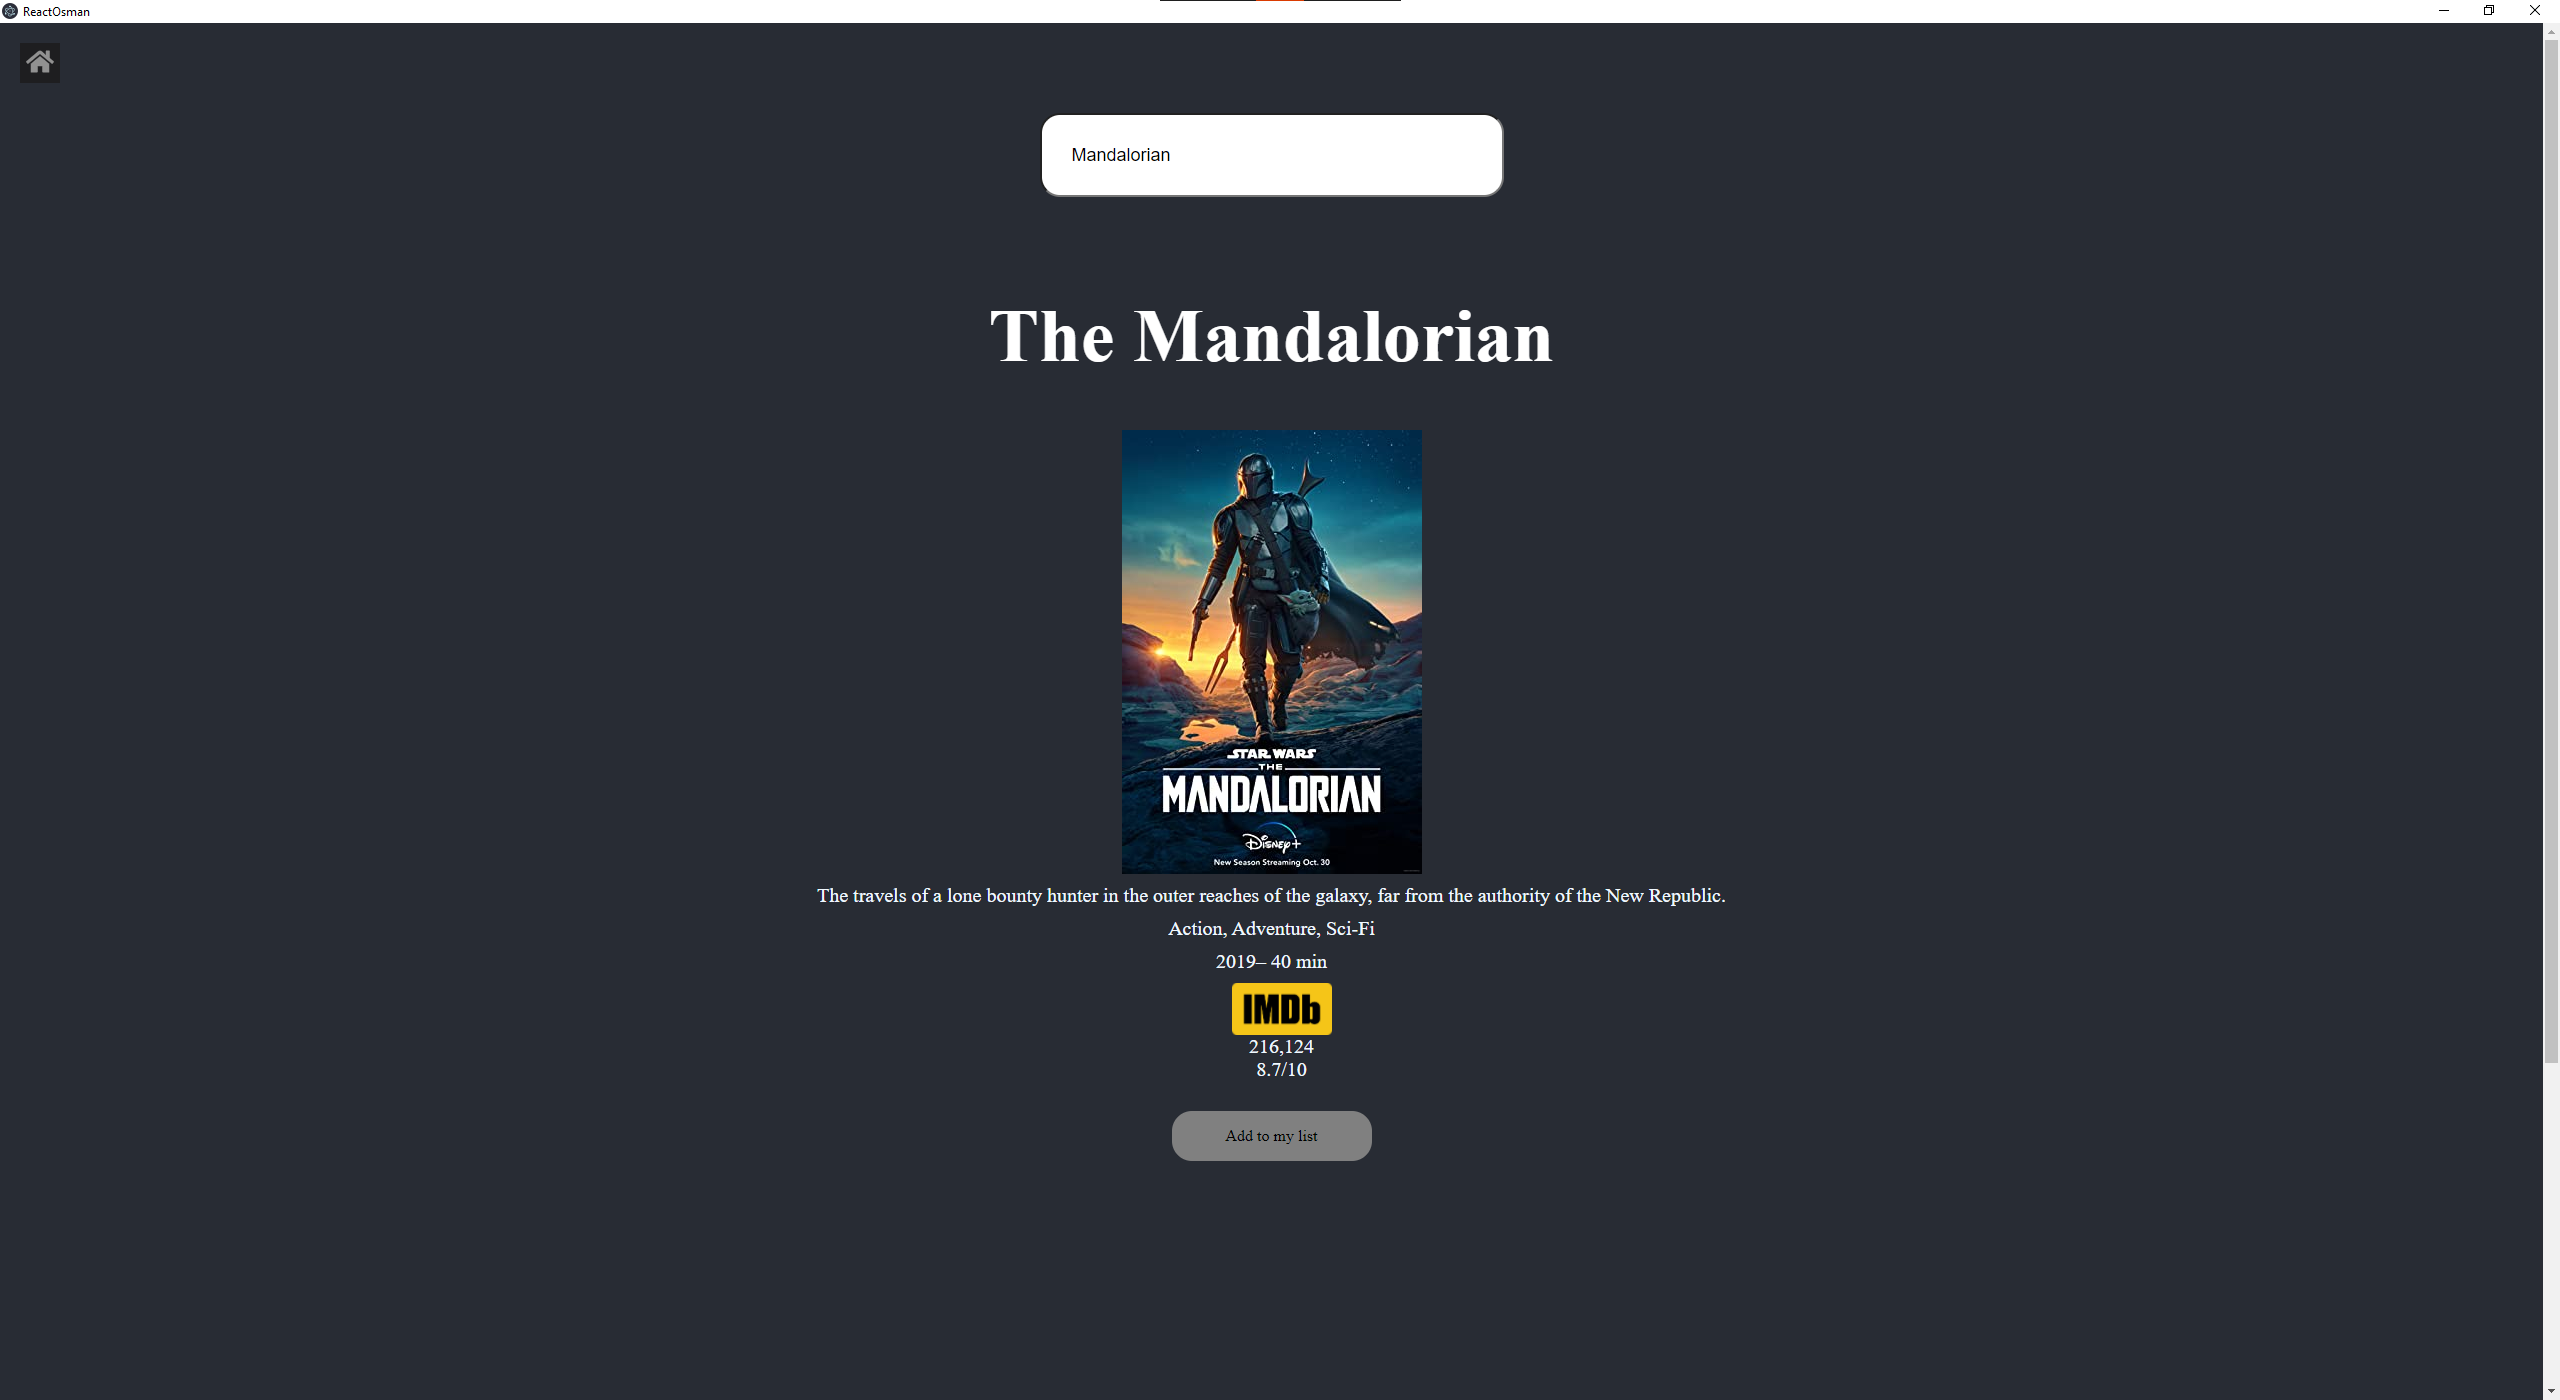 ReactOsman
Mandalorian
The Mandalorian
STAR WARS
THE
MANDALORIAN
Disney+
New Season Streaming Oct. 30
The travels of a lone bounty hunter in the outer reaches of the galaxy, far from the authority of the New Republic.
Action, Adventure, Sci-Fi
2019– 40 min
IMDb
216,124
8.7/10
Add to my list